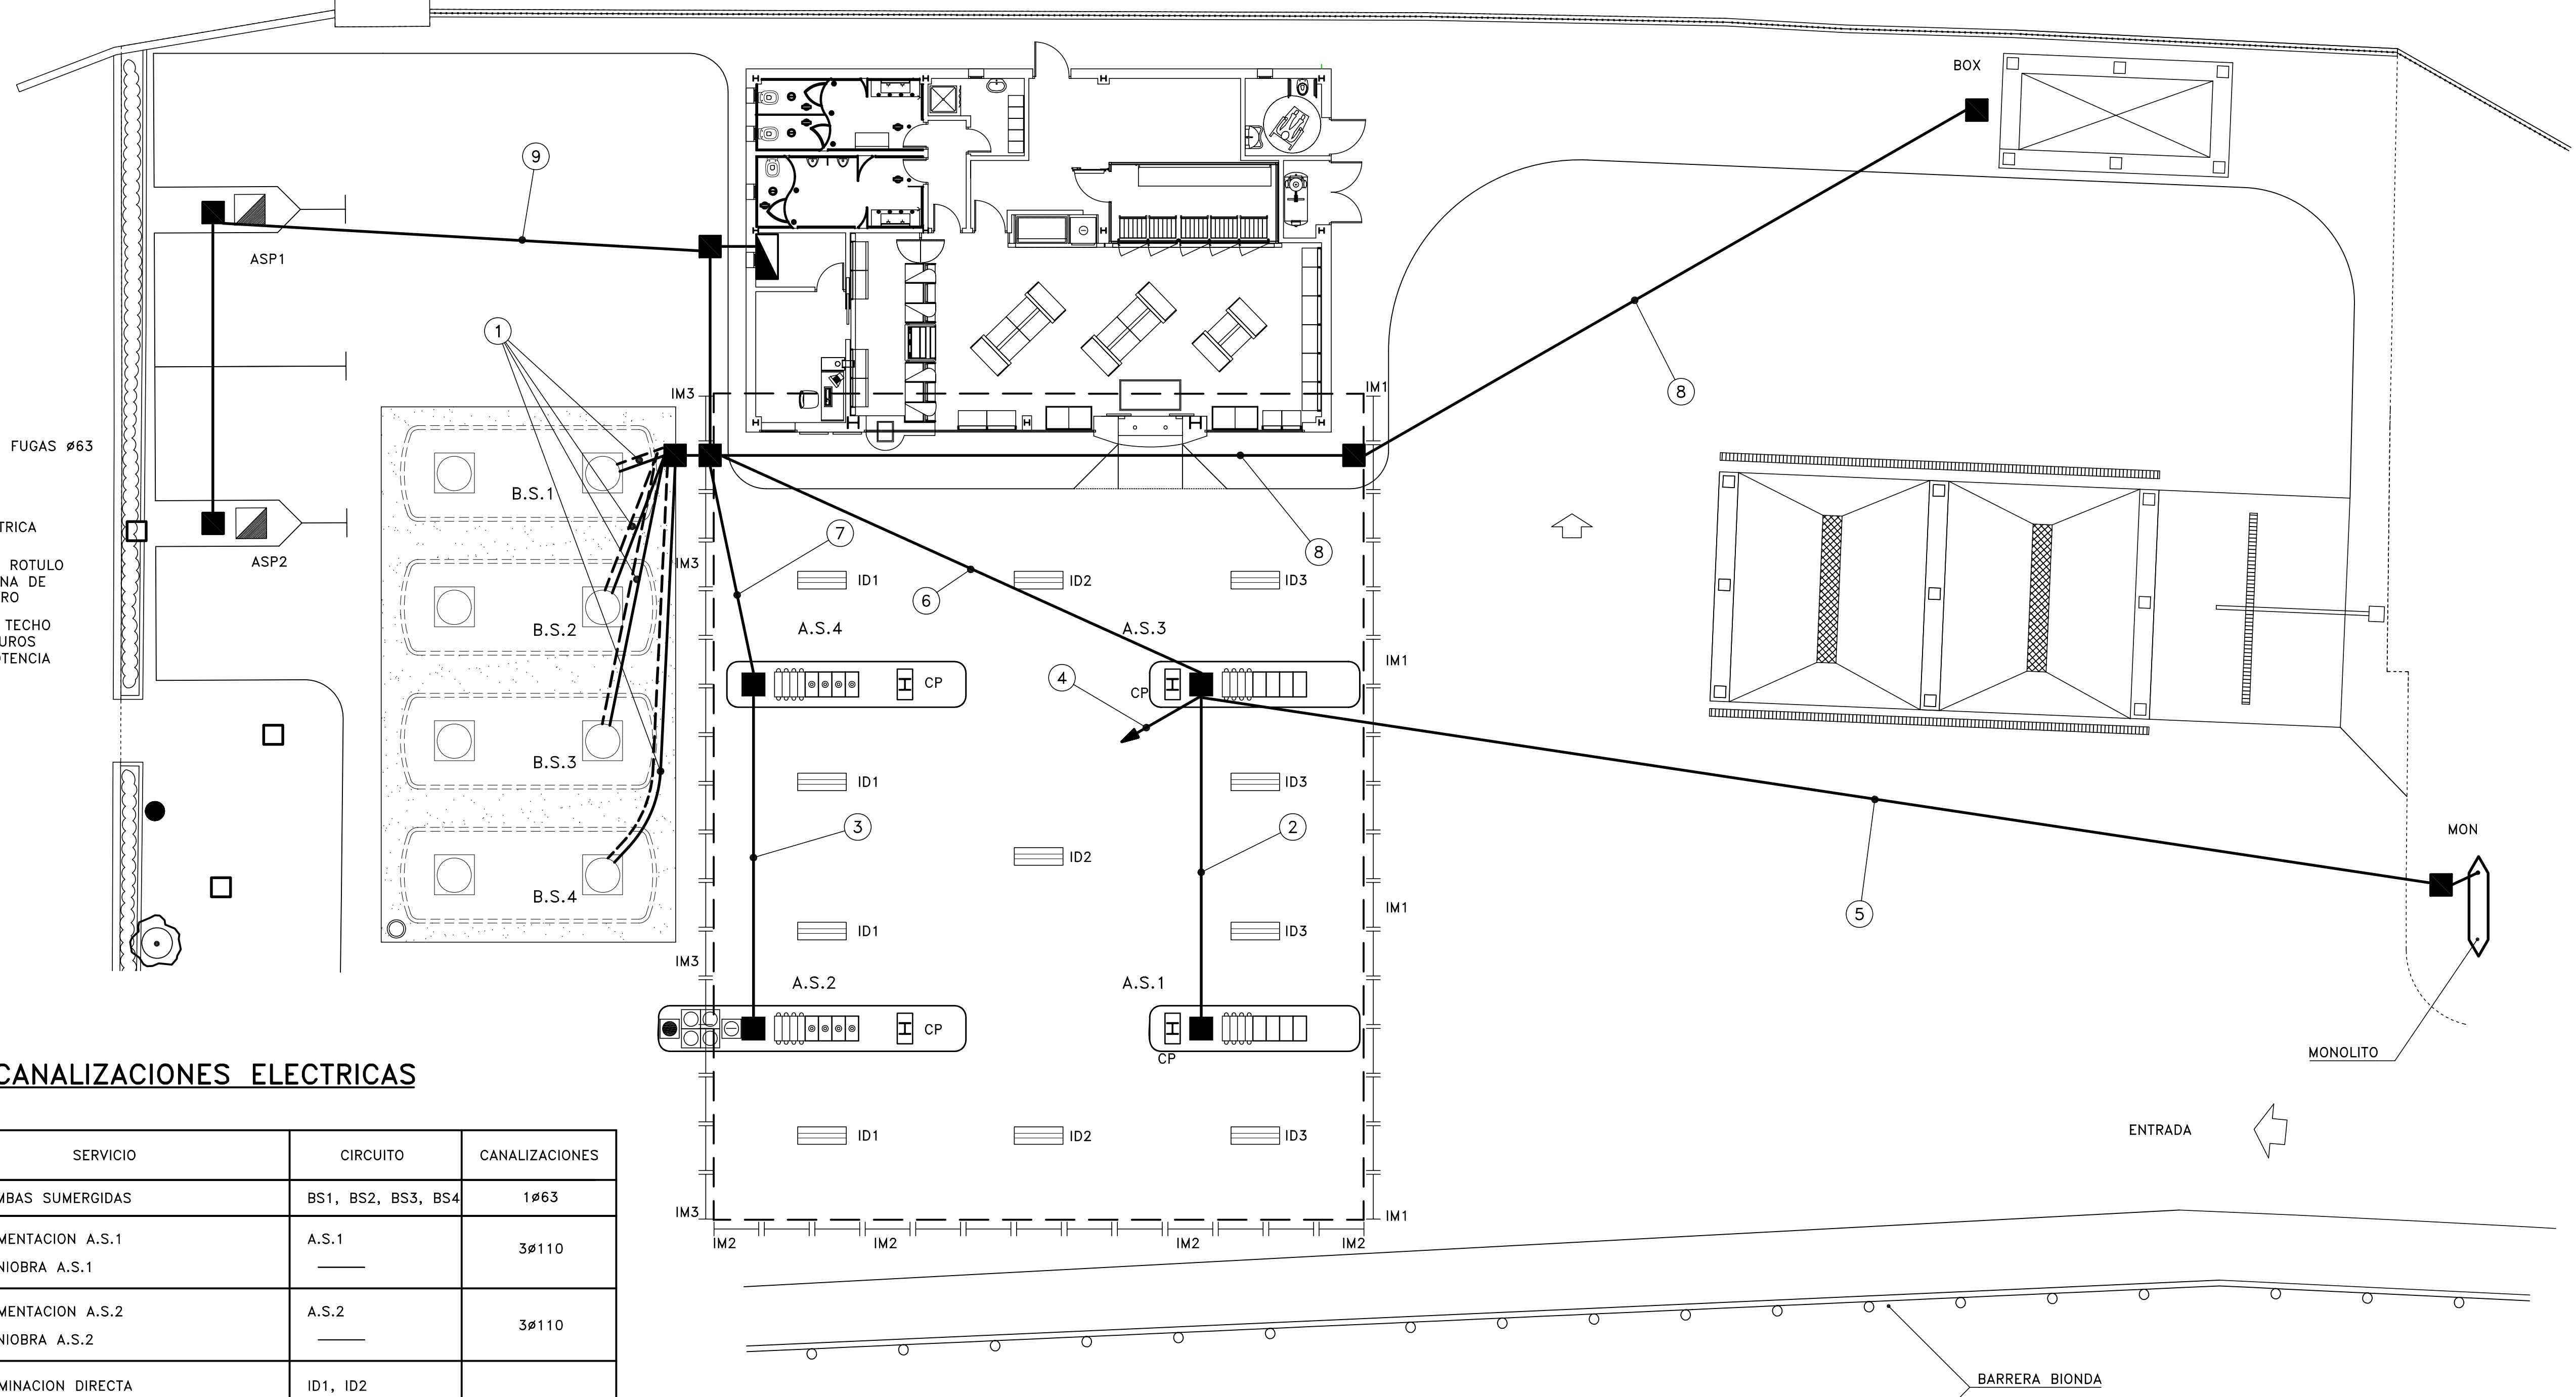 BOX
9
ASP1
1
IM3
IM1
8
FUGAS ø63
B.S.1
TRICA
ASP2
7
8
ROTULO
NA DE
RO
IM3
ID1
ID2
ID3
6
TECHO
UROS
OTENCIA
B.S.2
A.S.4
A.S.3
IM1
4
CP
CP
B.S.3
ID1
ID3
3
2
MON
ID2
B.S.4
5
IM1
ID1
ID3
IM3
A.S.2
A.S.1
CP
CP
MONOLITO
CANALIZACIONES ELECTRICAS
ENTRADA
ID1
ID2
ID3
SERVICIO
CIRCUITO
CANALIZACIONES
MBAS SUMERGIDAS
BS1, BS2, BS3, BS4
1ø63
IM3
IM1
MENTACION A.S.1
A.S.1
3ø110
NIOBRA A.S.1
IM2
IM2
IM2
IM2
MENTACION A.S.2
A.S.2
3ø110
NIOBRA A.S.2
MINACION DIRECTA
ID1, ID2
BARRERA BIONDA